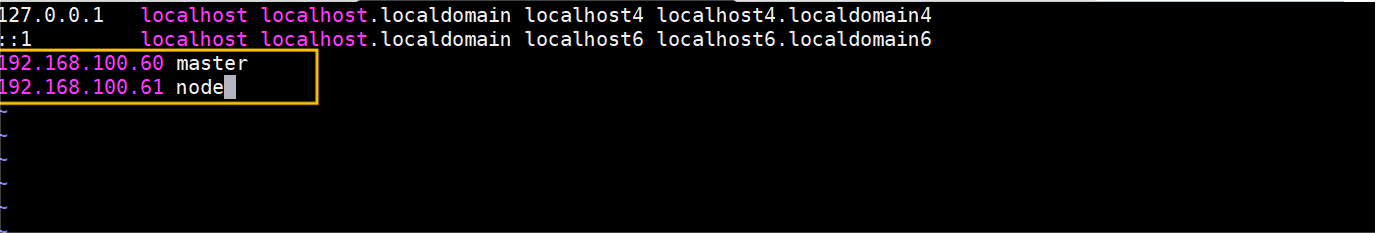 127.0.0.1   localhost localhost.localdomain localhost4 localhost4.localdomain4
::1         localhost localhost.localdomain localhost6 localhost6.localdomain6
192.168.100.60 master
192.168.100.61 node
~
~
~
~
~
~